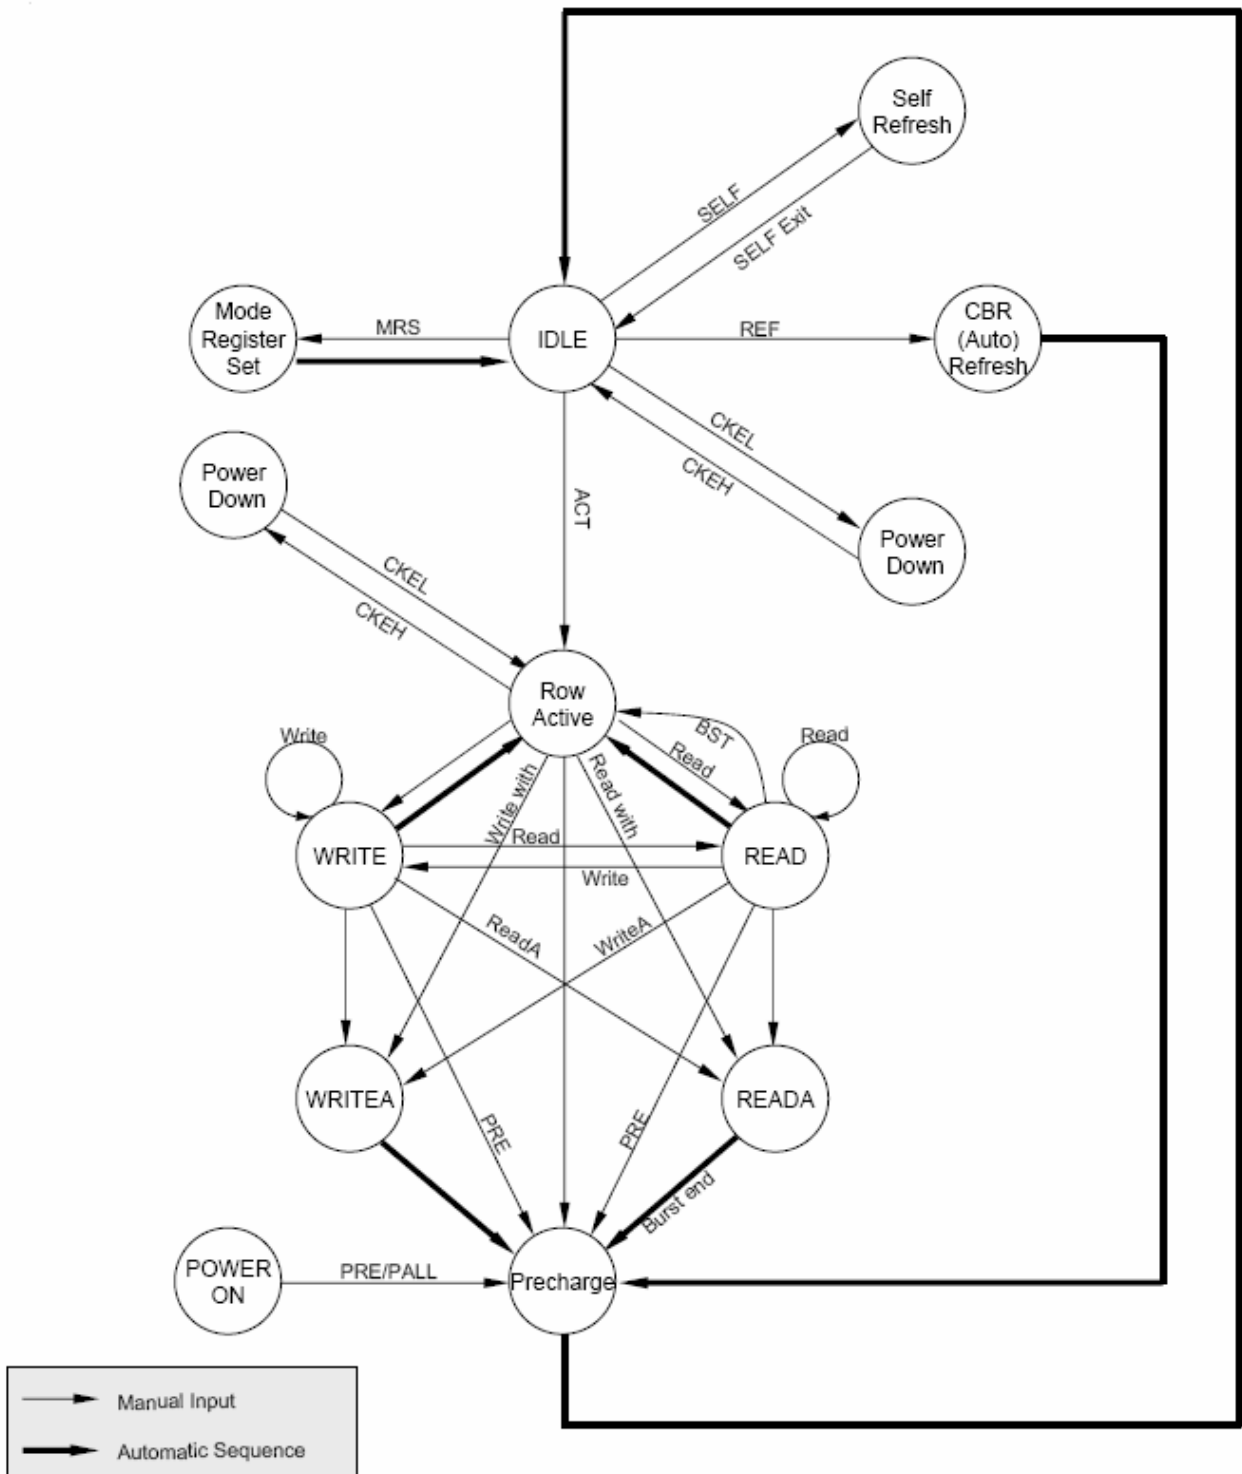 Self
Refresh
SELF
SELF Exit
Mode
Register
Set
MRS
IDLE
REF
CBR
(Auto)
Refresh
CKEL
CKEH
Power
Down
ACT
Power
Down
CKEL
CKEH
Row
Active
BST
Read
Write
Read
Write with
Read with
WRITE
Read
Write
READ
ReadA
WriteA
WRITEA
READA
PRE
PRE
Burst end
POWER
ON
PRE/PALL
Precharge
Manual Input
Automatic Sequence